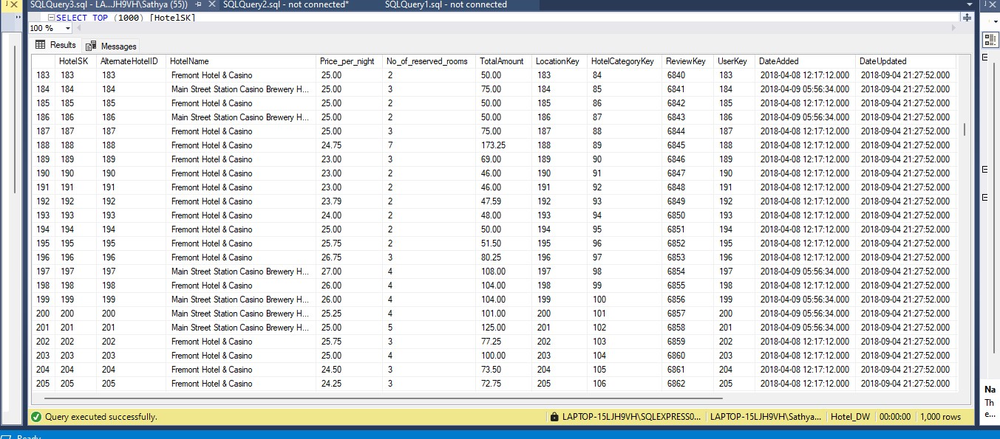 SQLQuery3.sql - LA...JH9VH\Sathya (55)) SQLQuery2.sql - not connected* SQLQuery1.sql - not connected
SELECT TOP (1000) [HotelSK]
100 %
Results Messages
HotelSK AlternateHotelID HotelName Price_per_night No_of_reserved_rooms TotalAmount LocationKey HotelCategoryKey ReviewKey UserKey DateAdded DateUpdated
183 183 183 Fremont Hotel & Casino 25.00 2 50.00 183 84 6840 183 2018-04-08 12:17:12.000 2018-09-04 21:27:52.000
184 184 184 Main Street Station Casino Brewery H... 25.00 3 75.00 184 85 6841 184 2018-04-09 05:56:34.000 2018-09-04 21:27:52.000
185 185 185 Fremont Hotel & Casino 25.00 2 50.00 185 86 6842 185 2018-04-08 12:17:12.000 2018-09-04 21:27:52.000
186 186 186 Main Street Station Casino Brewery H... 25.00 2 50.00 186 87 6843 186 2018-04-09 05:56:34.000 2018-09-04 21:27:52.000
187 187 187 Fremont Hotel & Casino 25.00 3 75.00 187 88 6844 187 2018-04-08 12:17:12.000 2018-09-04 21:27:52.000
188 188 188 Fremont Hotel & Casino 24.75 7 173.25 188 89 6845 188 2018-04-08 12:17:12.000 2018-09-04 21:27:52.000
189 189 189 Fremont Hotel & Casino 23.00 3 69.00 189 90 6846 189 2018-04-08 12:17:12.000 2018-09-04 21:27:52.000
190 190 190 Fremont Hotel & Casino 23.00 2 46.00 190 91 6847 190 2018-04-08 12:17:12.000 2018-09-04 21:27:52.000
191 191 191 Fremont Hotel & Casino 23.00 2 46.00 191 92 6848 191 2018-04-08 12:17:12.000 2018-09-04 21:27:52.000
192 192 192 Fremont Hotel & Casino 23.79 2 47.59 192 93 6849 192 2018-04-08 12:17:12.000 2018-09-04 21:27:52.000
193 193 193 Fremont Hotel & Casino 24.00 2 48.00 193 94 6850 193 2018-04-08 12:17:12.000 2018-09-04 21:27:52.000
194 194 194 Fremont Hotel & Casino 25.00 2 50.00 194 95 6851 194 2018-04-08 12:17:12.000 2018-09-04 21:27:52.000
195 195 195 Fremont Hotel & Casino 25.75 2 51.50 195 96 6852 195 2018-04-08 12:17:12.000 2018-09-04 21:27:52.000
196 196 196 Fremont Hotel & Casino 26.75 3 80.25 196 97 6853 196 2018-04-08 12:17:12.000 2018-09-04 21:27:52.000
197 197 197 Main Street Station Casino Brewery H... 27.00 4 108.00 197 98 6854 197 2018-04-09 05:56:34.000 2018-09-04 21:27:52.000
198 198 198 Fremont Hotel & Casino 26.00 4 104.00 198 99 6855 198 2018-04-08 12:17:12.000 2018-09-04 21:27:52.000
199 199 199 Main Street Station Casino Brewery H... 26.00 4 104.00 199 100 6856 199 2018-04-09 05:56:34.000 2018-09-04 21:27:52.000
200 200 200 Main Street Station Casino Brewery H... 25.25 4 101.00 200 101 6857 200 2018-04-09 05:56:34.000 2018-09-04 21:27:52.000
201 201 201 Main Street Station Casino Brewery H... 25.00 5 125.00 201 102 6858 201 2018-04-09 05:56:34.000 2018-09-04 21:27:52.000
202 202 202 Fremont Hotel & Casino 25.75 3 77.25 202 103 6859 202 2018-04-08 12:17:12.000 2018-09-04 21:27:52.000
203 203 203 Fremont Hotel & Casino 25.00 4 100.00 203 104 6860 203 2018-04-08 12:17:12.000 2018-09-04 21:27:52.000
204 204 204 Fremont Hotel & Casino 24.50 3 73.50 204 105 6861 204 2018-04-08 12:17:12.000 2018-09-04 21:27:52.000
205 205 205 Fremont Hotel & Casino 24.25 3 72.75 205 106 6862 205 2018-04-08 12:17:12.000 2018-09-04 21:27:52.000
Na
Th
e...
Query executed successfully. LAPTOP-15LJH9VH\SQLEXPRESS0... LAPTOP-15LJH9VH\Sathya... Hotel_DW 00:00:00 1,000 rows
Ready